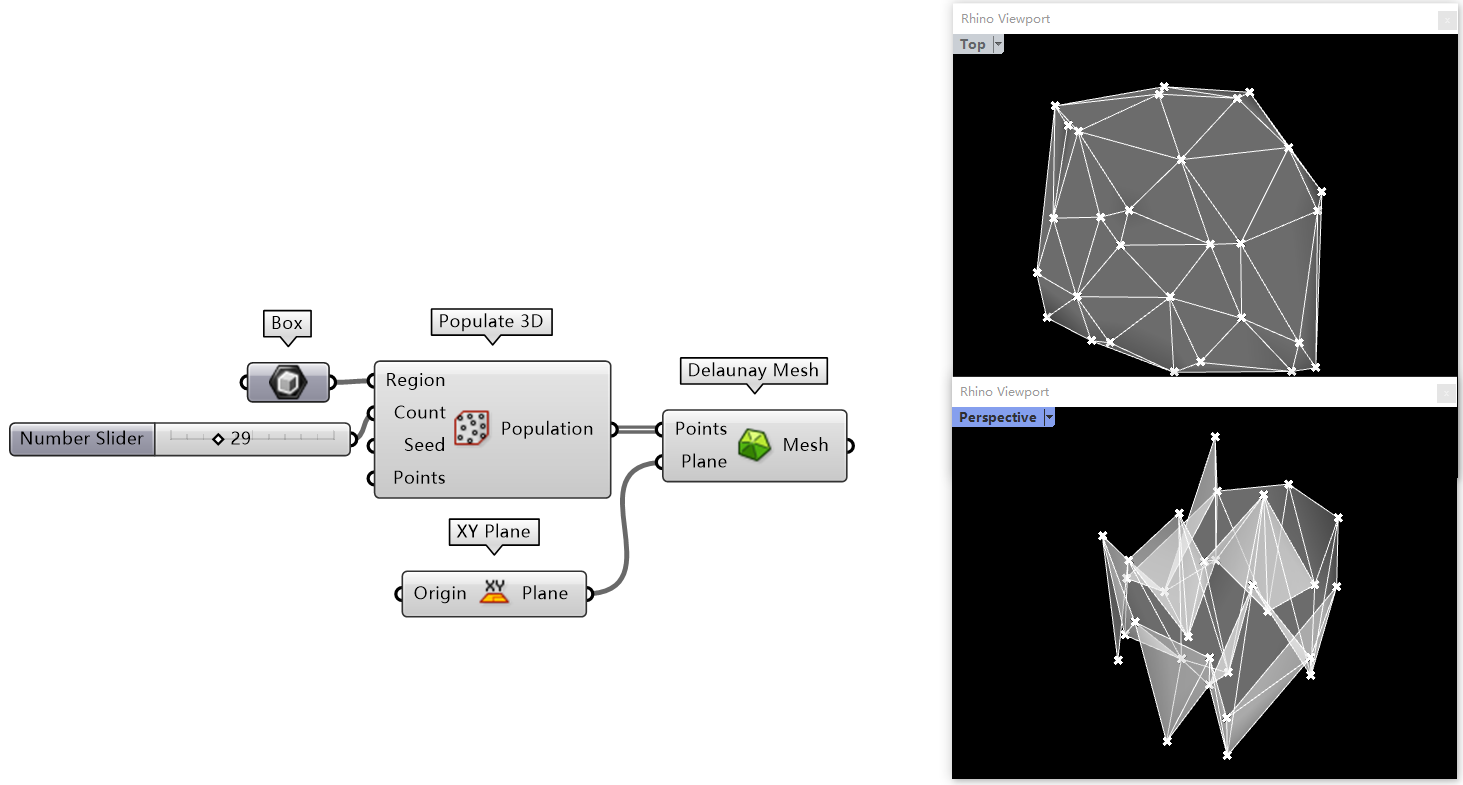 Rhino Viewport
Top
Box
Populate 3D
Region
Count
Seed
Points
Population
Number Slider
29
Delaunay Mesh
Points
Plane
Mesh
XY Plane
Origin
XY
Plane
Rhino Viewport
Perspective